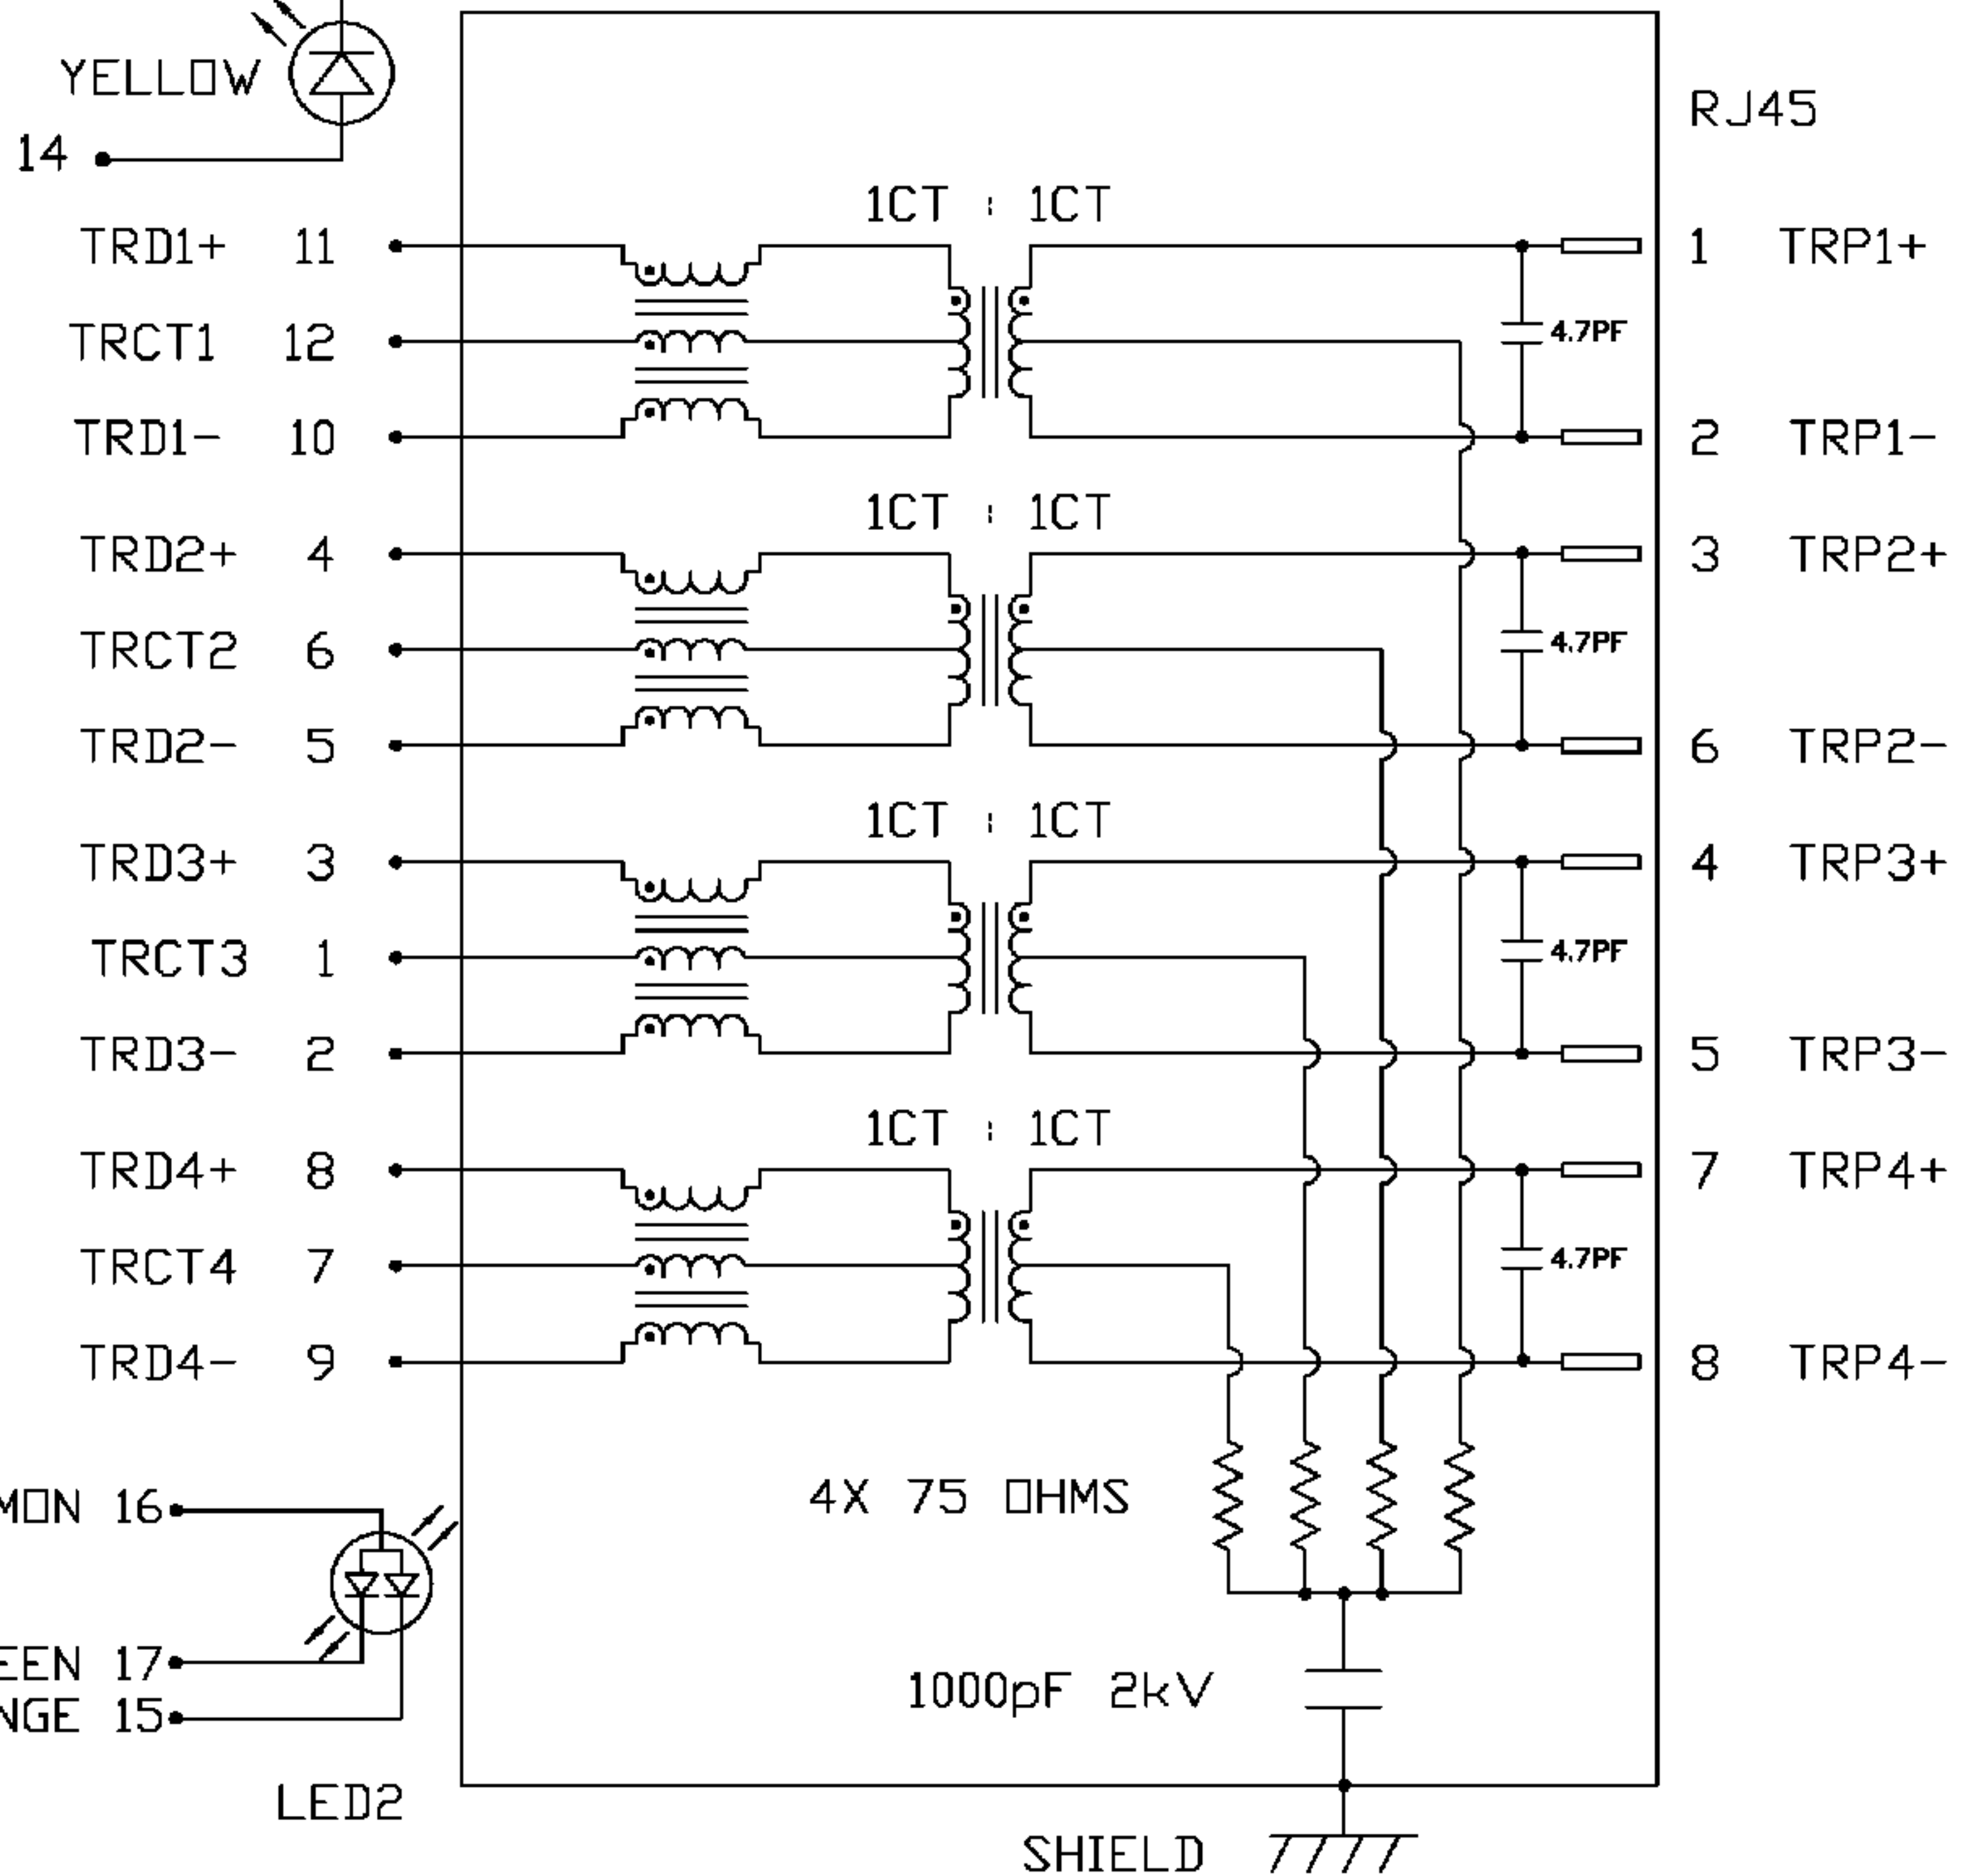 YELLOW
RJ45
14
1CT : 1CT
TRD1+ 11
1 TRP1+
TRCT1 12
4.7PF
TRD1- 10
2 TRP1-
1CT : 1CT
TRD2+ 4
3 TRP2+
TRCT2 6
4.7PF
TRD2- 5
6 TRP2-
1CT : 1CT
TRD3+ 3
4 TRP3+
TRCT3 1
4.7PF
TRD3- 2
5 TRP3-
1CT : 1CT
TRD4+ 8
7 TRP4+
TRCT4 7
4.7PF
TRD4- 9
8 TRP4-
4X 75 OHMS
MON 16
EEN 17
1000pF 2kV
NGE 15
LED2
SHIELD